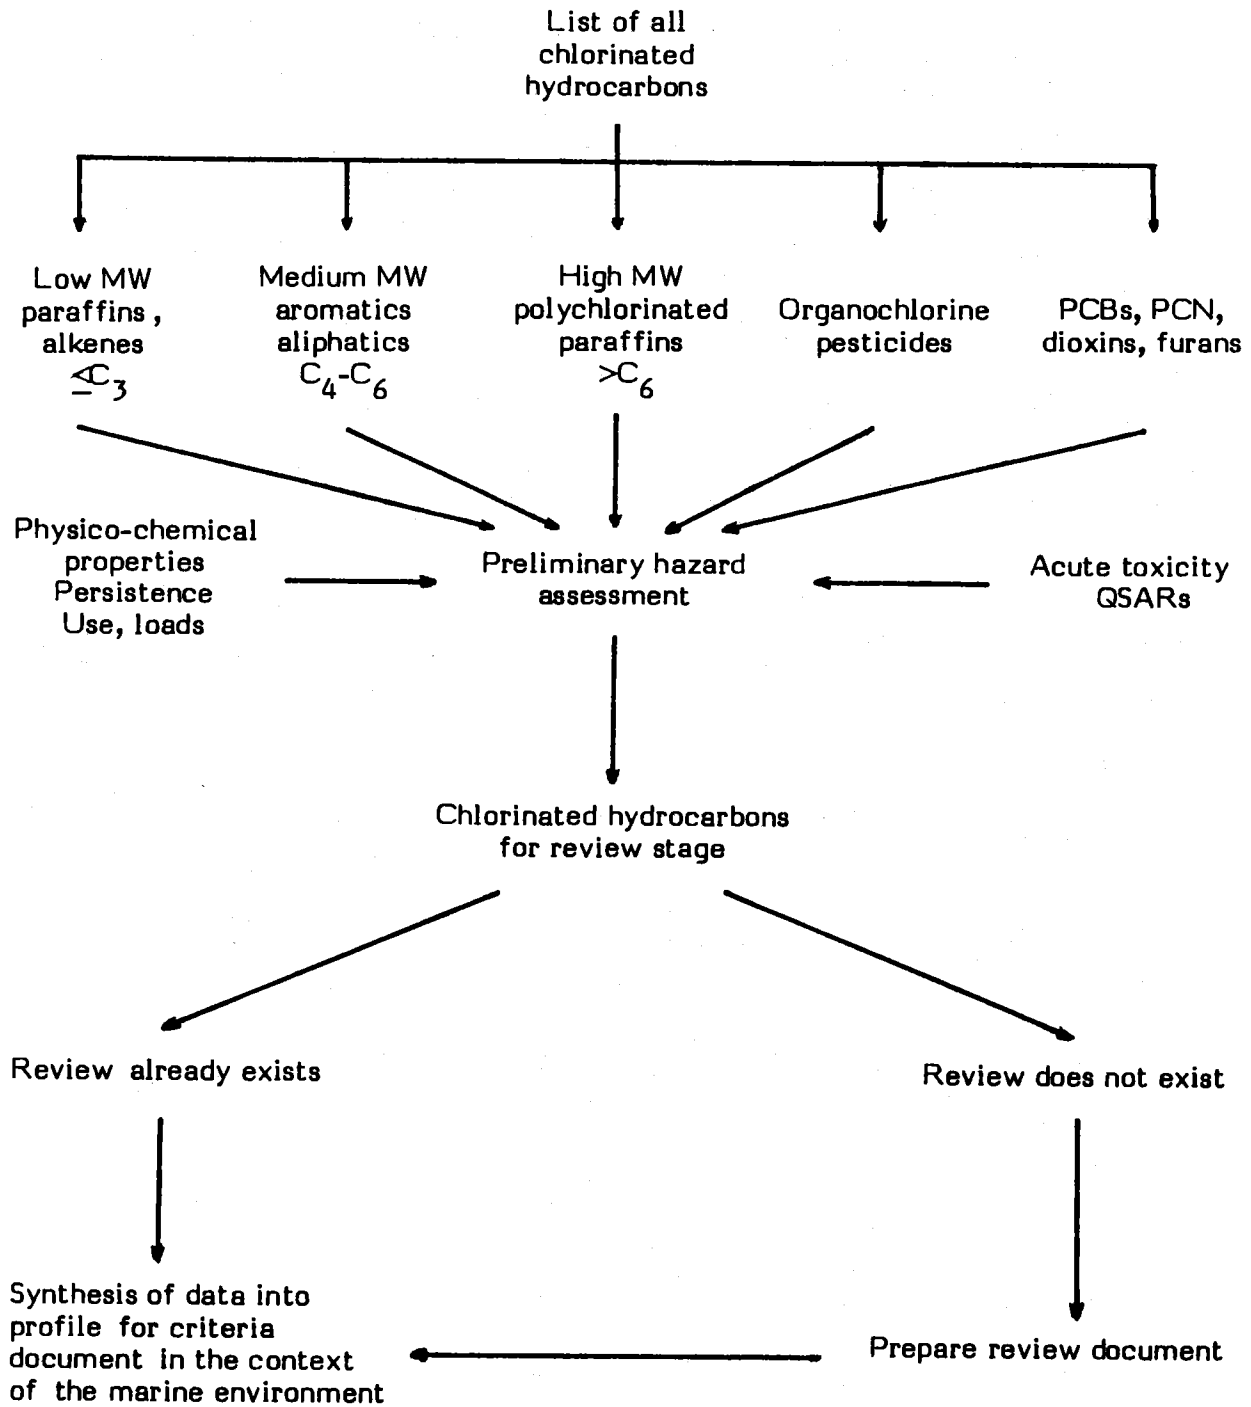 List of all
chlorinated
hydrocarbons
Low MW
paraffins,
alkenes
≤C3
Medium MW
aromatics
aliphatics
C4-C6
High MW
polychlorinated
paraffins
>C6
Organochlorine
pesticides
PCBs, PCN,
dioxins, furans
Physico-chemical
properties
Persistence
Use, loads
Preliminary hazard
assessment
Acute toxicity
QSARs
Chlorinated hydrocarbons
for review stage
Review already exists
Review does not exist
Synthesis of data into
profile for criteria
document in the context
of the marine environment
Prepare review document